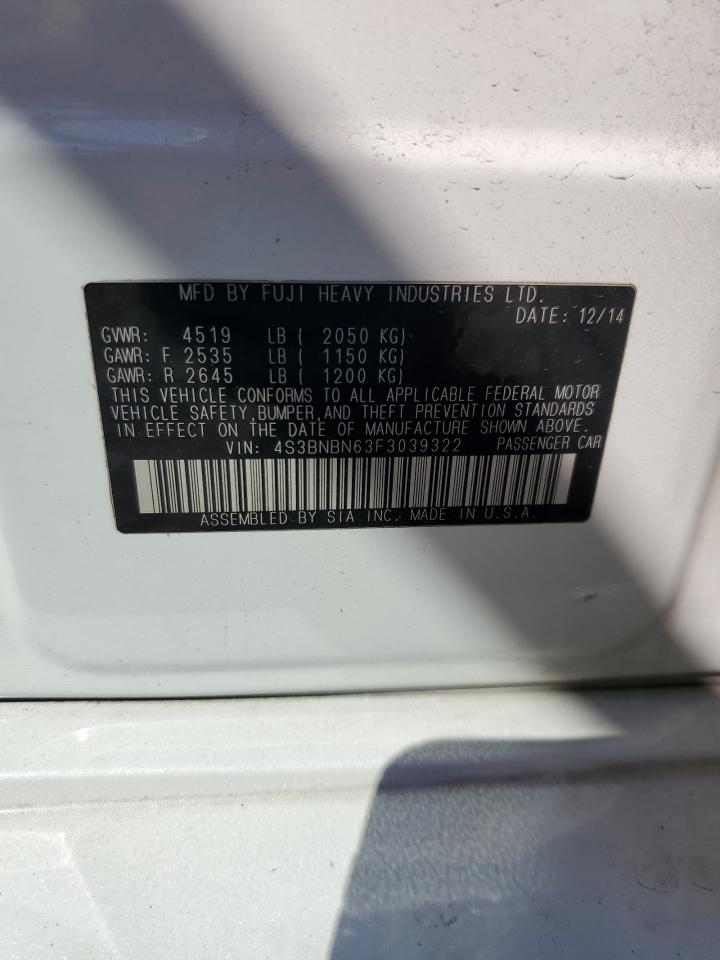 MFD BY FUJI HEAVY INDUSTRIES LTD.
DATE: 12/14
GVWR: 4519 LB ( 2050 KG)
GAWR: F 2535 LB ( 1150 KG)
GAWR: R 2645 LB ( 1200 KG)
THIS VEHICLE CONFORMS TO ALL APPLICABLE FEDERAL MOTOR
VEHICLE SAFETY, BUMPER, AND THEFT PREVENTION STANDARDS
IN EFFECT ON THE DATE OF MANUFACTURE SHOWN ABOVE.
VIN: 4S3BNBN63F3039322 PASSENGER CAR
ASSEMBLED BY SIA INC. MADE IN U.S.A.